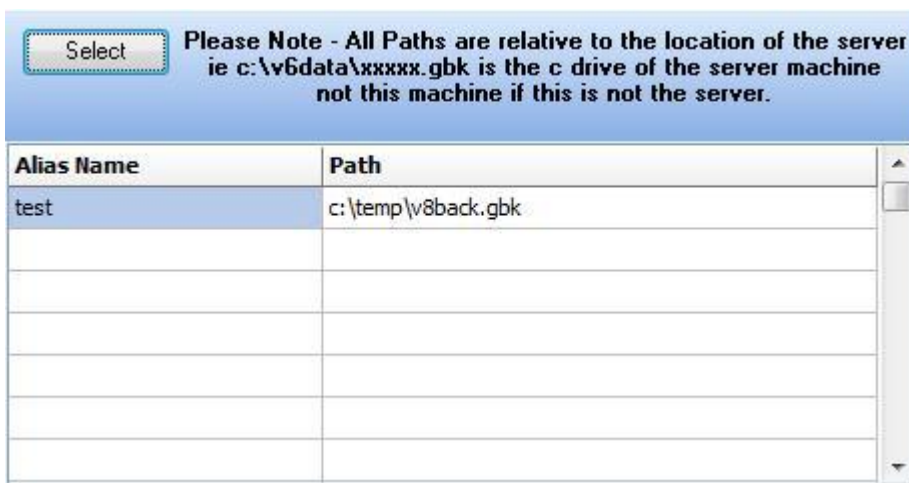 Select
Please Note - All Paths are relative to the location of the server
ie c:\v6data\xxxxx.gbk is the c drive of the server machine
not this machine if this is not the server.
Alias Name Path
test c:\temp\v8back.gbk